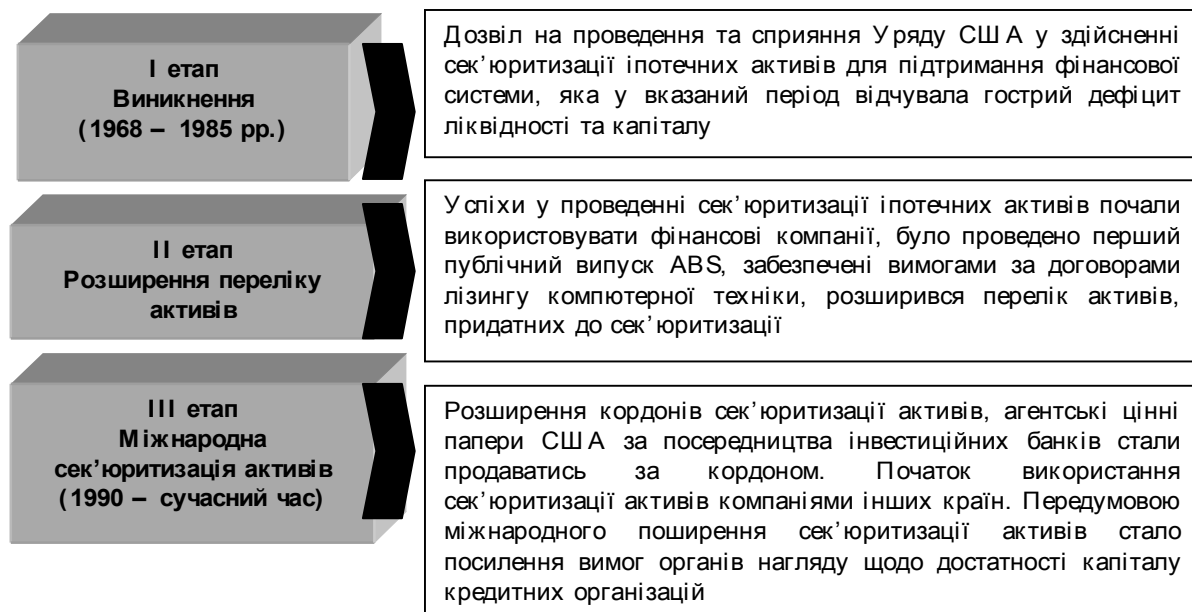 І етап
Виникнення
(1968 – 1985 рр.)
Дозвіл на проведення та сприяння Уряду США у здійсненні
сек’юритизації іпотечних активів для підтримання фінансової
системи, яка у вказаний період відчувала гострий дефіцит
ліквідності та капіталу
ІІ етап
Розширення переліку
активів
Успіхи у проведенні сек’юритизації іпотечних активів почали
використовувати фінансові компанії, було проведено перший
публічний випуск ABS, забезпечені вимогами за договорами
лізингу компютерної техніки, розширився перелік активів,
придатних до сек’юритизації
ІІІ етап
Міжнародна
сек’юритизація активів
(1990 – сучасний час)
Розширення кордонів сек’юритизації активів, агентські цінні
папери США за посередництва інвестиційних банків стали
продаватись за кордоном. Початок використання
сек’юритизації активів компаніями інших країн. Передумовою
міжнародного поширення сек’юритизації активів стало
посилення вимог органів нагляду щодо достатності капіталу
кредитних організацій